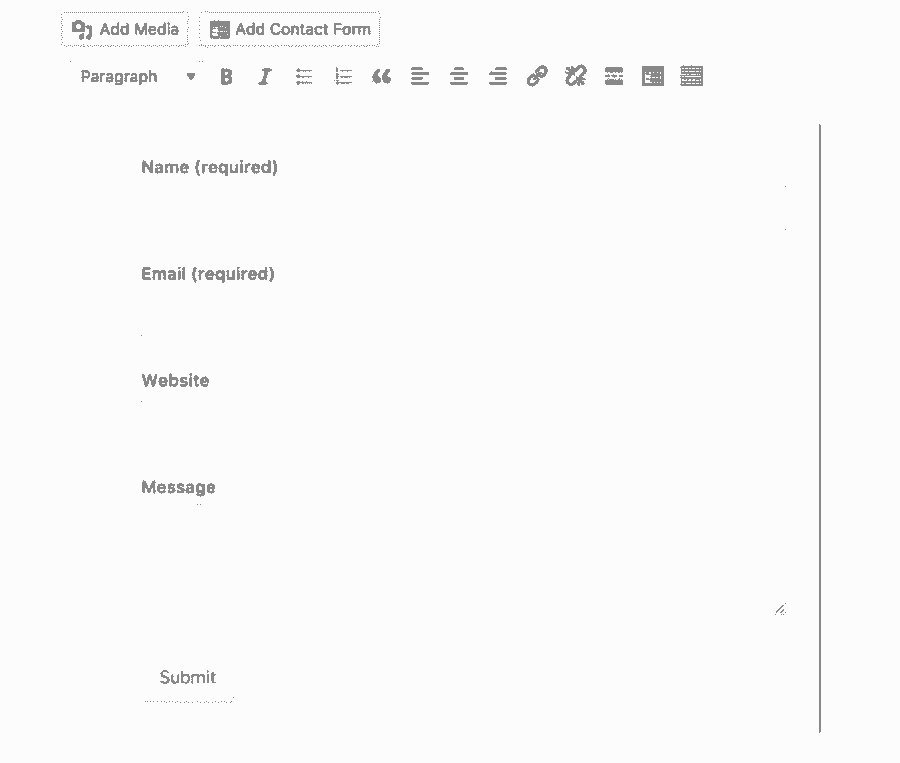 Add Media Add Contact Form
Paragraph
Name (required)
Email (required)
Website
Message
Submit